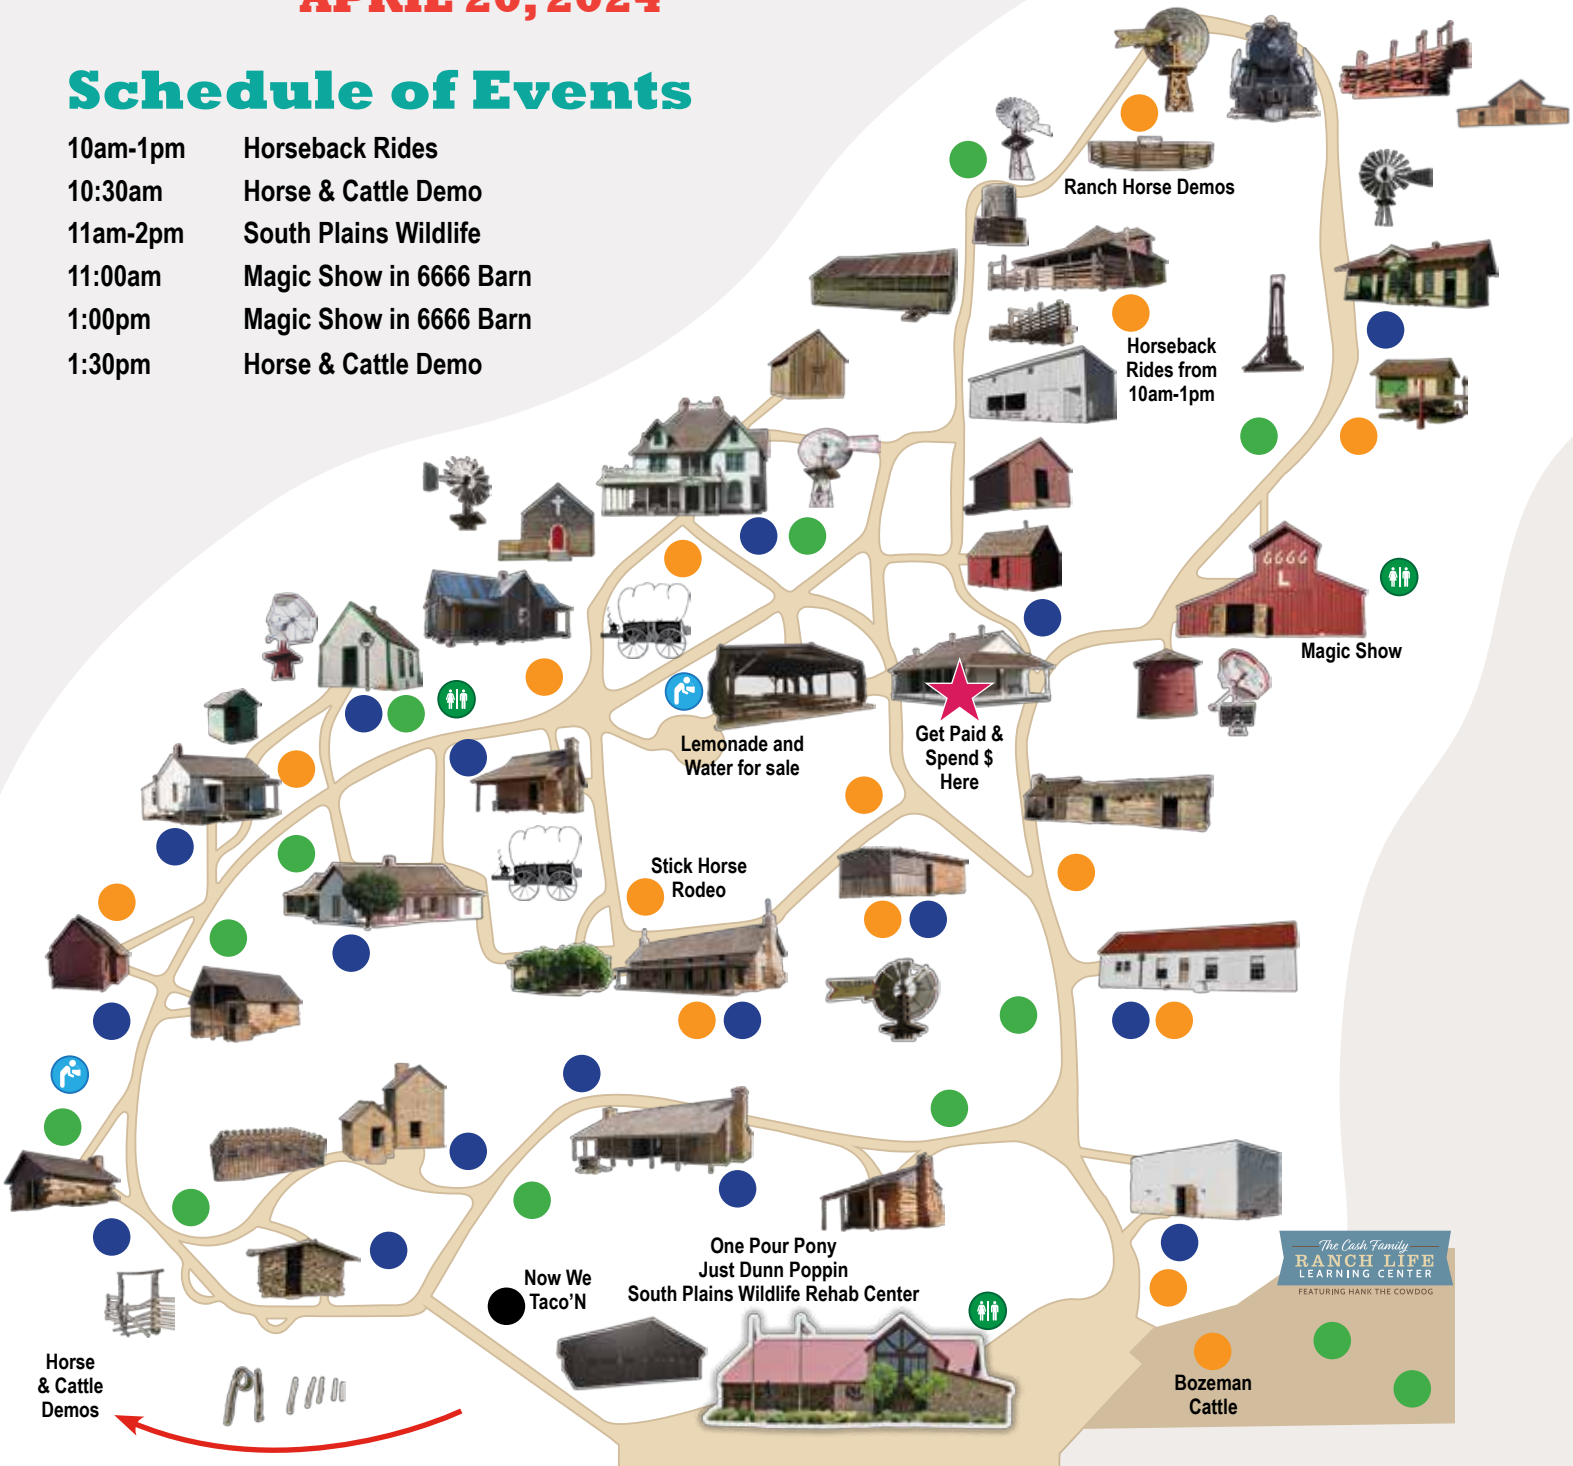 APRIL 20, 2024
Schedule of Events
10am-1pm Horseback Rides
10:30am Horse & Cattle Demo
11am-2pm South Plains Wildlife
11:00am Magic Show in 6666 Barn
1:00pm Magic Show in 6666 Barn
1:30pm Horse & Cattle Demo
Ranch Horse Demos
Horseback
Rides from
10am-1pm
6666
L
Magic Show
Lemonade and
Water for sale
Get Paid &
Spend $
Here
Stick Horse
Rodeo
One Pour Pony
Just Dunn Poppin
South Plains Wildlife Rehab Center
Now We
Taco'N
The Cash Family
RANCH LIFE
LEARNING CENTER
FEATURING HANK THE COWDOG
Bozeman
Cattle
Horse
& Cattle
Demos